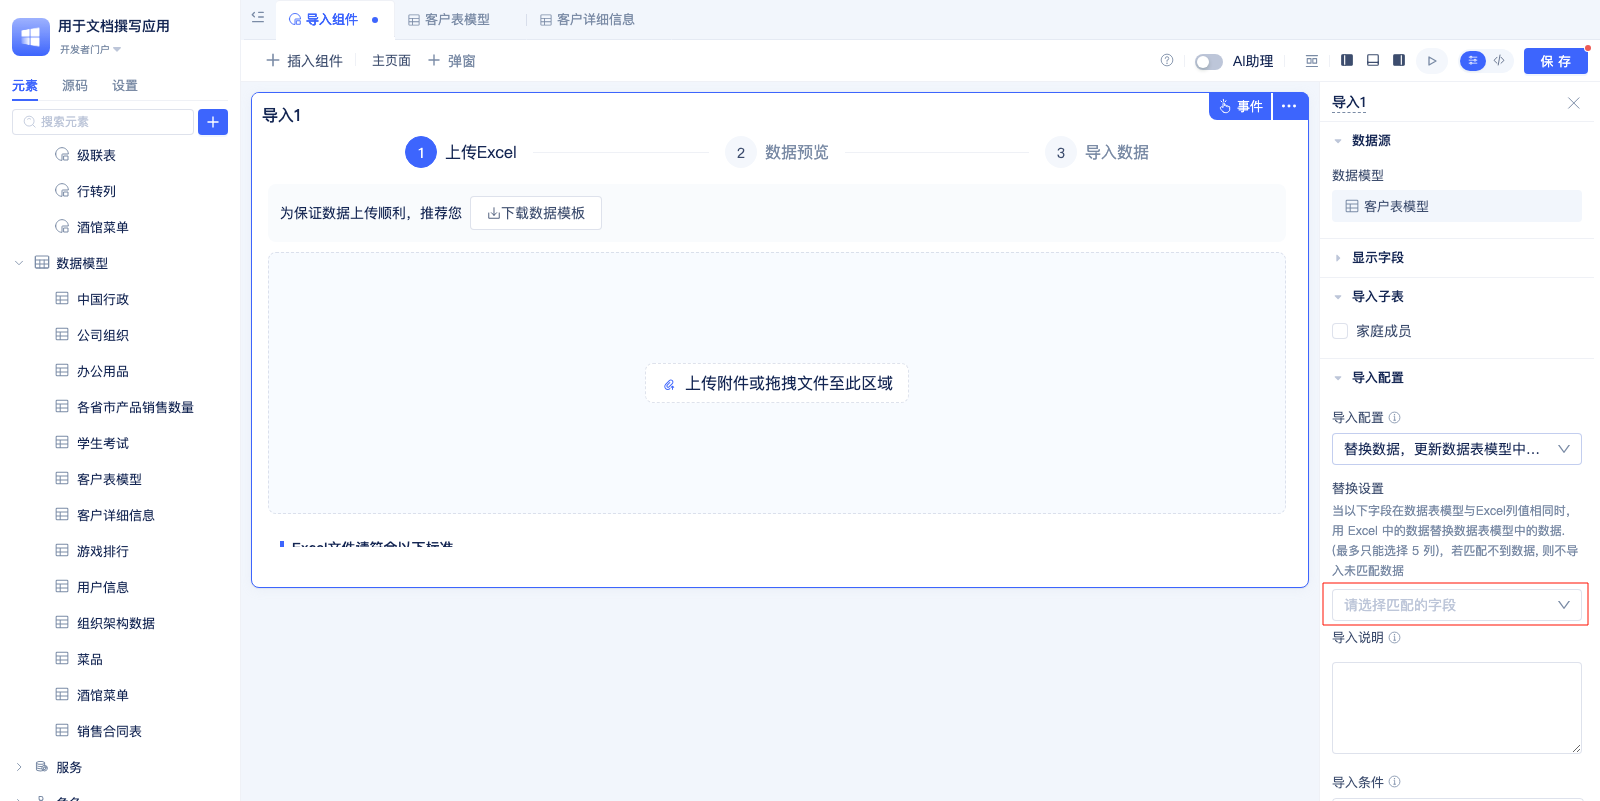 用于文档撰写应用
开发者门户
元素 源码 设置
搜索元素
级联表
行转列
酒馆菜单
数据模型
中国行政
公司组织
办公用品
各省市产品销售数量
学生考试
客户表模型
客户详细信息
游戏排行
用户信息
组织架构数据
菜品
酒馆菜单
销售合同表
服务
导入组件 客户表模型 客户详细信息
插入组件 主页面 弹窗 AI助理 保 存
导入1
事件
1 上传Excel 2 数据预览 3 导入数据
为保证数据上传顺利，推荐您 下载数据模板
上传附件或拖拽文件至此区域
Excel文件请符合以下标准
导入1
数据源
数据模型
客户表模型
显示字段
导入子表
家庭成员
导入配置
导入配置
替换数据，更新数据表模型中...
替换设置
当以下字段在数据表模型与Excel列值相同时，
用 Excel 中的数据替换数据表模型中的数据.
(最多只能选择 5 列)，若匹配不到数据, 则不导
入未匹配数据
请选择匹配的字段
导入说明
导入条件